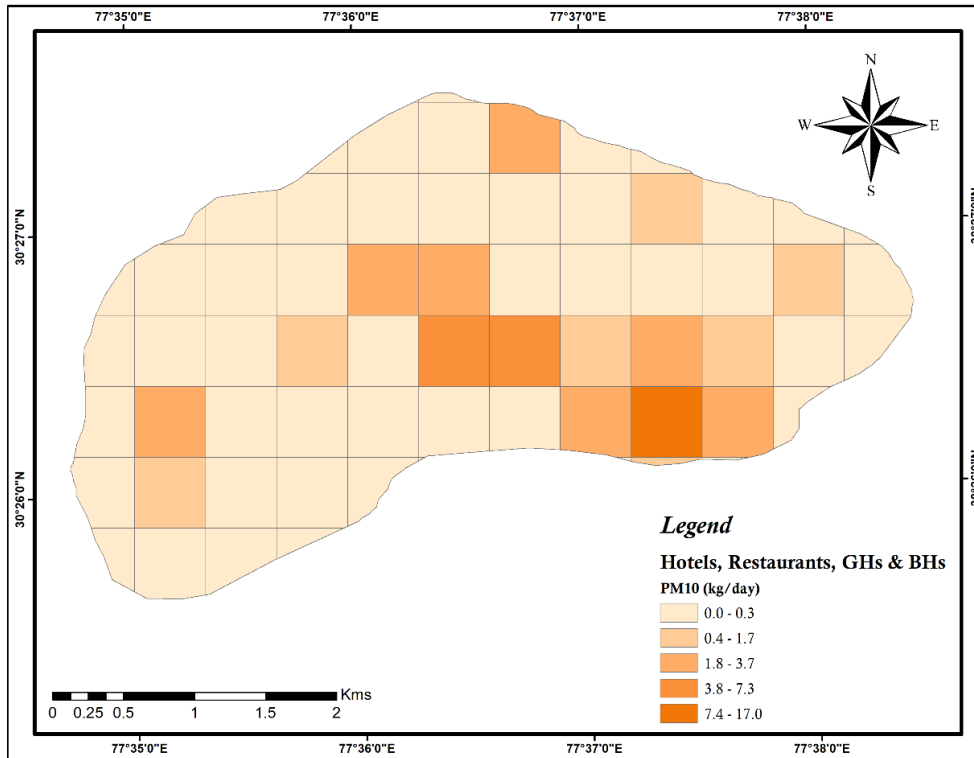 77°35'0"E 77°36'0"E 77°37'0"E 77°38'0"E
N
W E
S
30°27'0"N
30°26'0"N
Legend
Hotels, Restaurants, GHs & BHs
PM10 (kg/day)
0.0 - 0.3
0.4 - 1.7
1.8 - 3.7
3.8 - 7.3
7.4 - 17.0
Kms
0 0.25 0.5 1 1.5 2
77°35'0"E 77°36'0"E 77°37'0"E 77°38'0"E